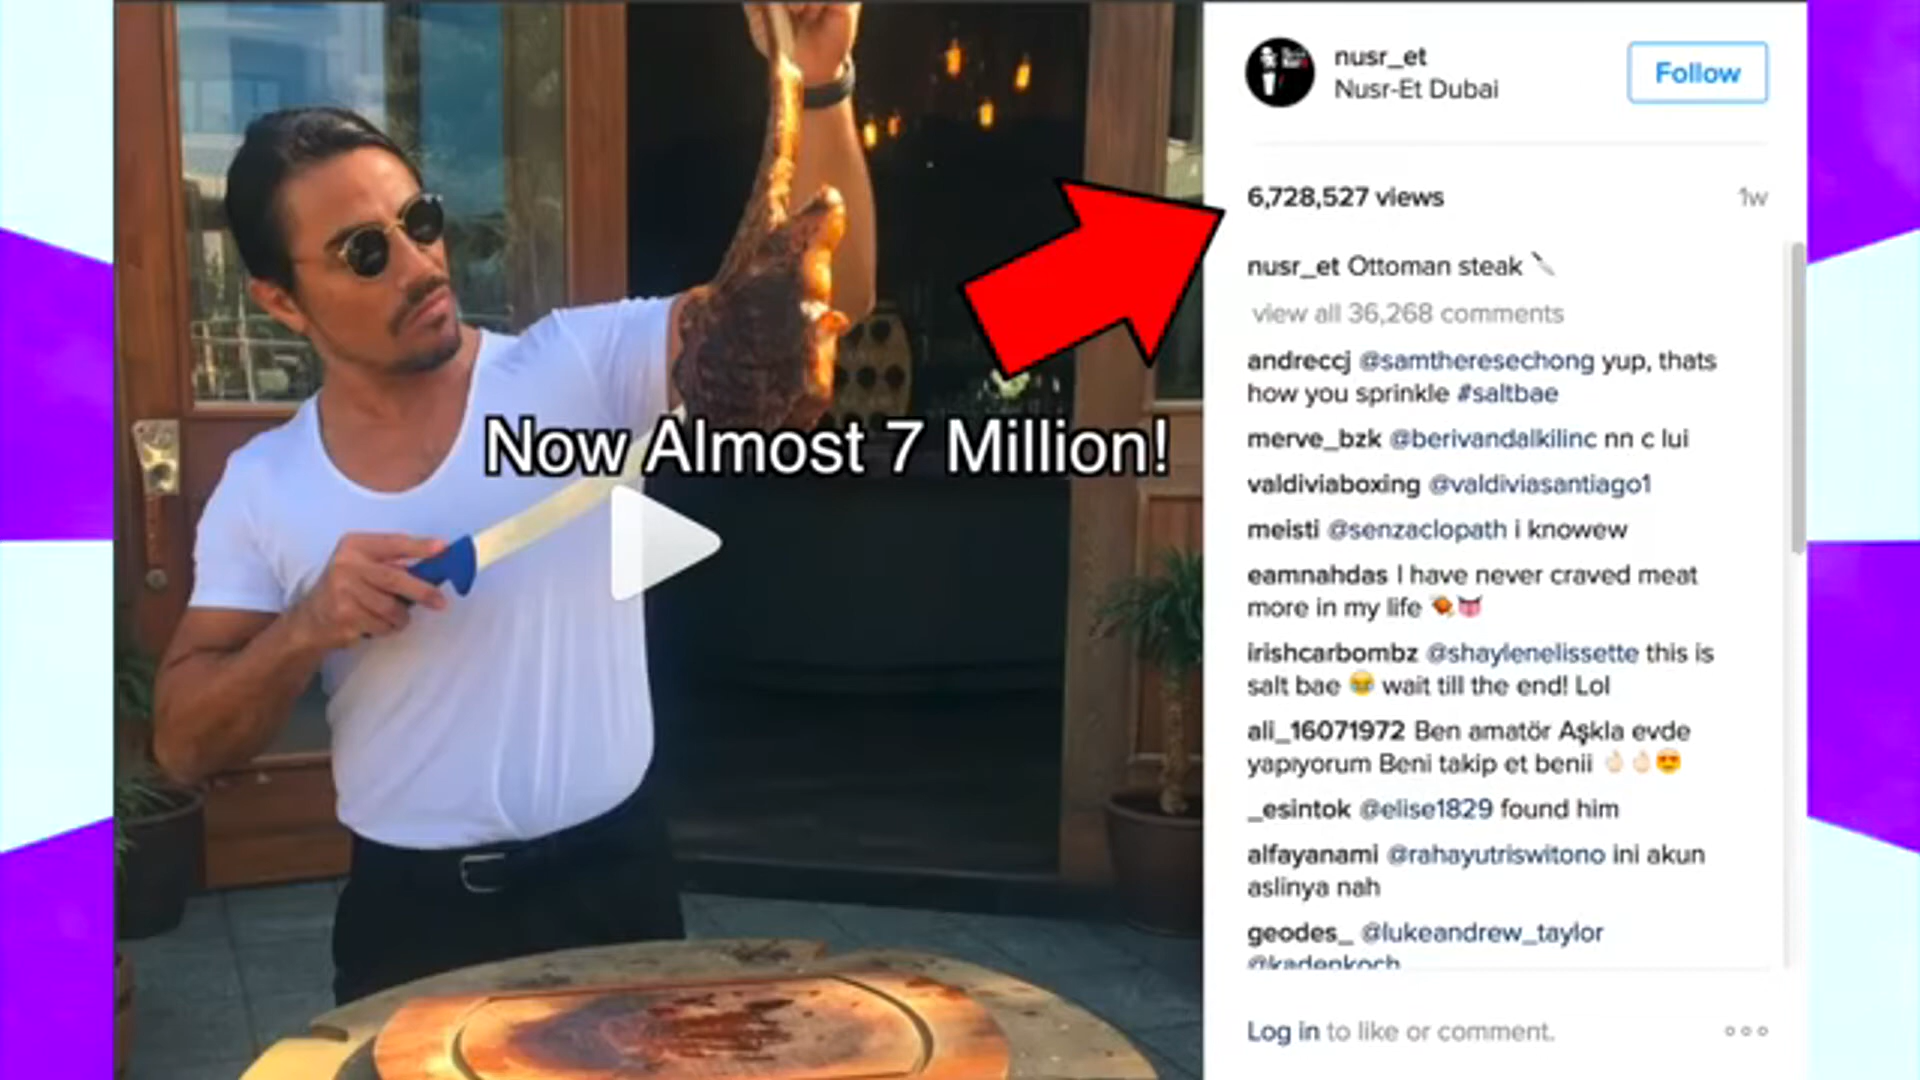 nusr_et
Nusr-Et Dubai
Follow
6,728,527 views
1w
nusr_et Ottoman steak
view all 36,268 comments
andreccj @samtheresechong yup, thats
how you sprinkle #saltbae
merve_bzk @berivandalkilinc nn c lui
valdiviaboxing @valdiviasantiago1
meisti @senzaclopath i knowew
eamnahdas I have never craved meat
more in my life
irishcarbombz @shaylenelissette this is
salt bae 😂 wait till the end! Lol
ali_16071972 Ben amatör Aşkla evde
yapıyorum Beni takip et benii 👌🏻👌🏻😍
_esintok @elise1829 found him
alfayanami @rahayutriswitono ini akun
aslinya nah
geodes_ @lukeandrew_taylor
@kadenkoch
Log in to like or comment.
Now Almost 7 Million!